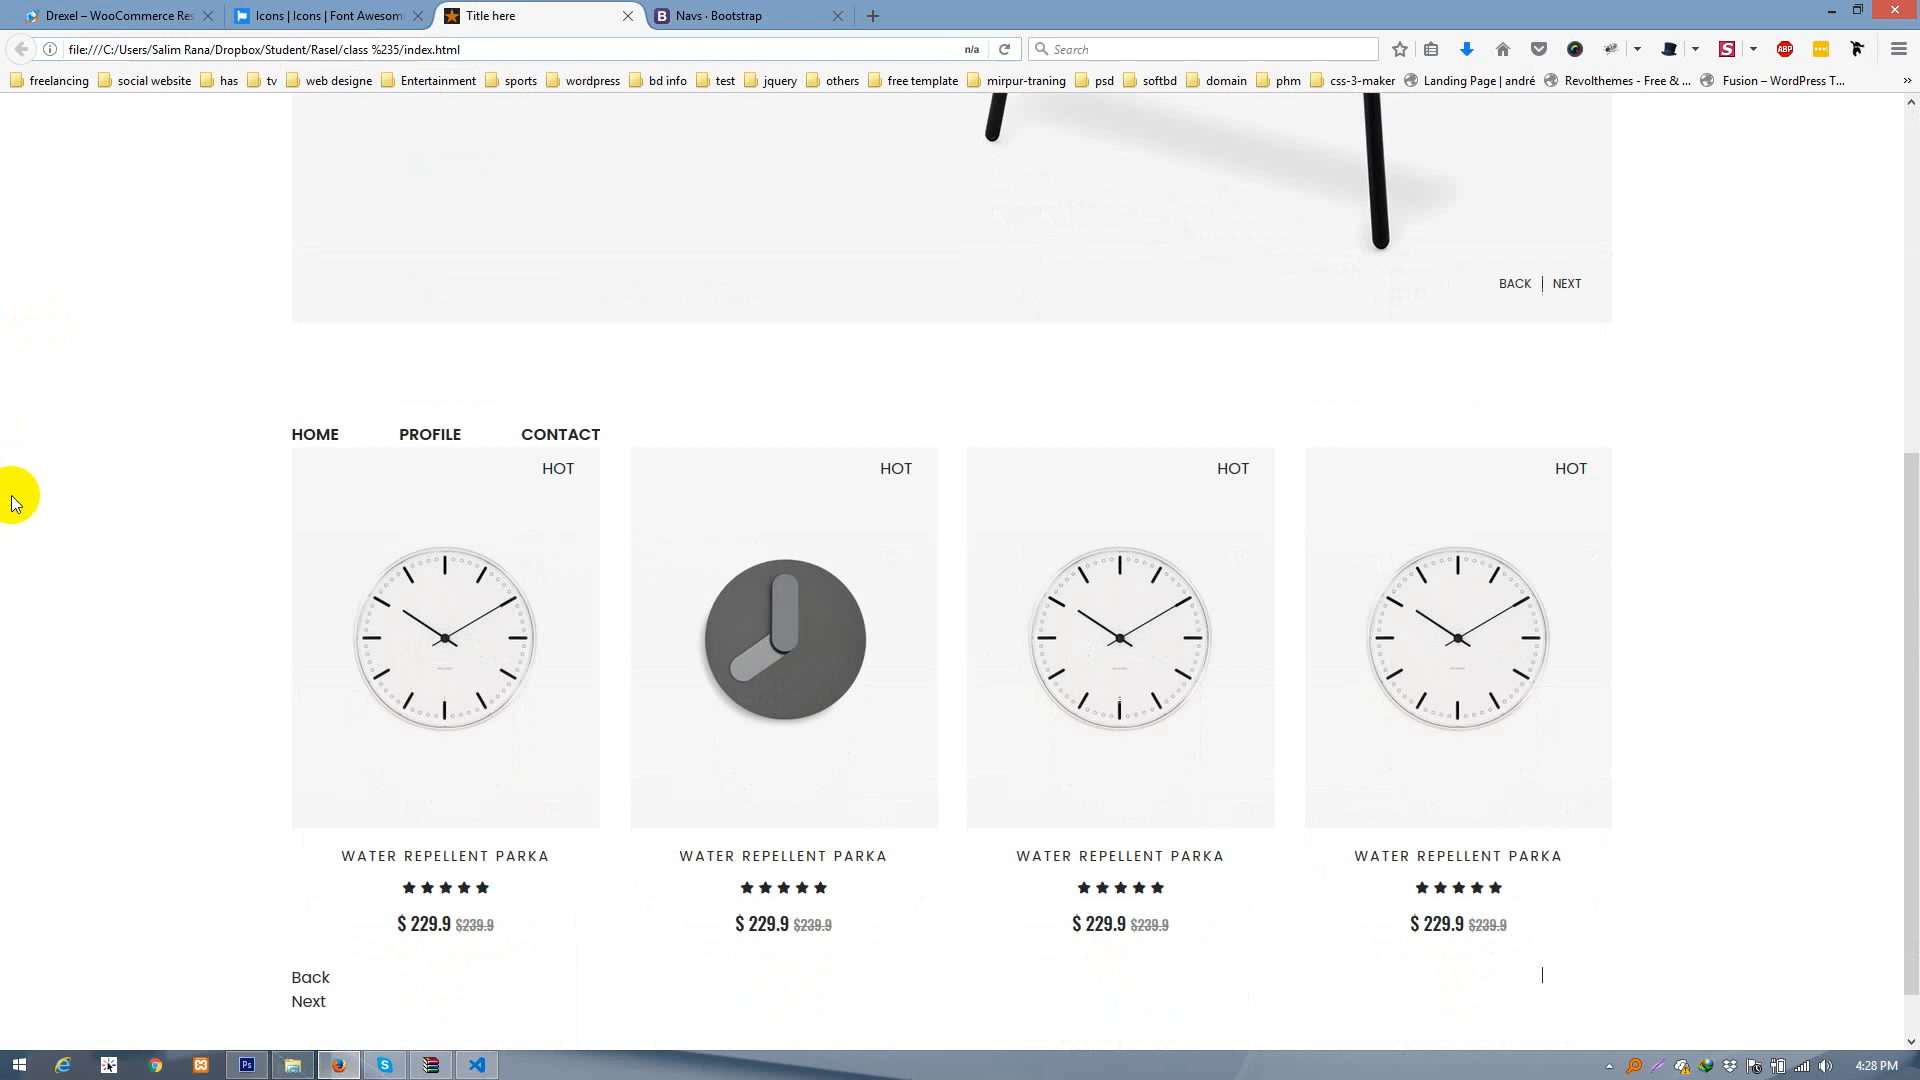 Drexel – WooCommerce Res
Icons | Icons | Font Awesom
Title here
Navs · Bootstrap
file:///C:/Users/Salim Rana/Dropbox/Student/Rasel/class %235/index.html
n/a
Search
ABP
freelancing
social website
has
tv
web designe
Entertainment
sports
wordpress
bd info
test
jquery
others
free template
mirpur-traning
psd
softbd
domain
phm
css-3-maker
Landing Page | andré
Revolthemes - Free & ...
Fusion – WordPress T...
BACK
NEXT
HOME
PROFILE
CONTACT
HOT
HOT
HOT
HOT
WATER REPELLENT PARKA
WATER REPELLENT PARKA
WATER REPELLENT PARKA
WATER REPELLENT PARKA
$ 229.9 $239.9
$ 229.9 $239.9
$ 229.9 $239.9
$ 229.9 $239.9
Back
Next
Ps
4:28 PM